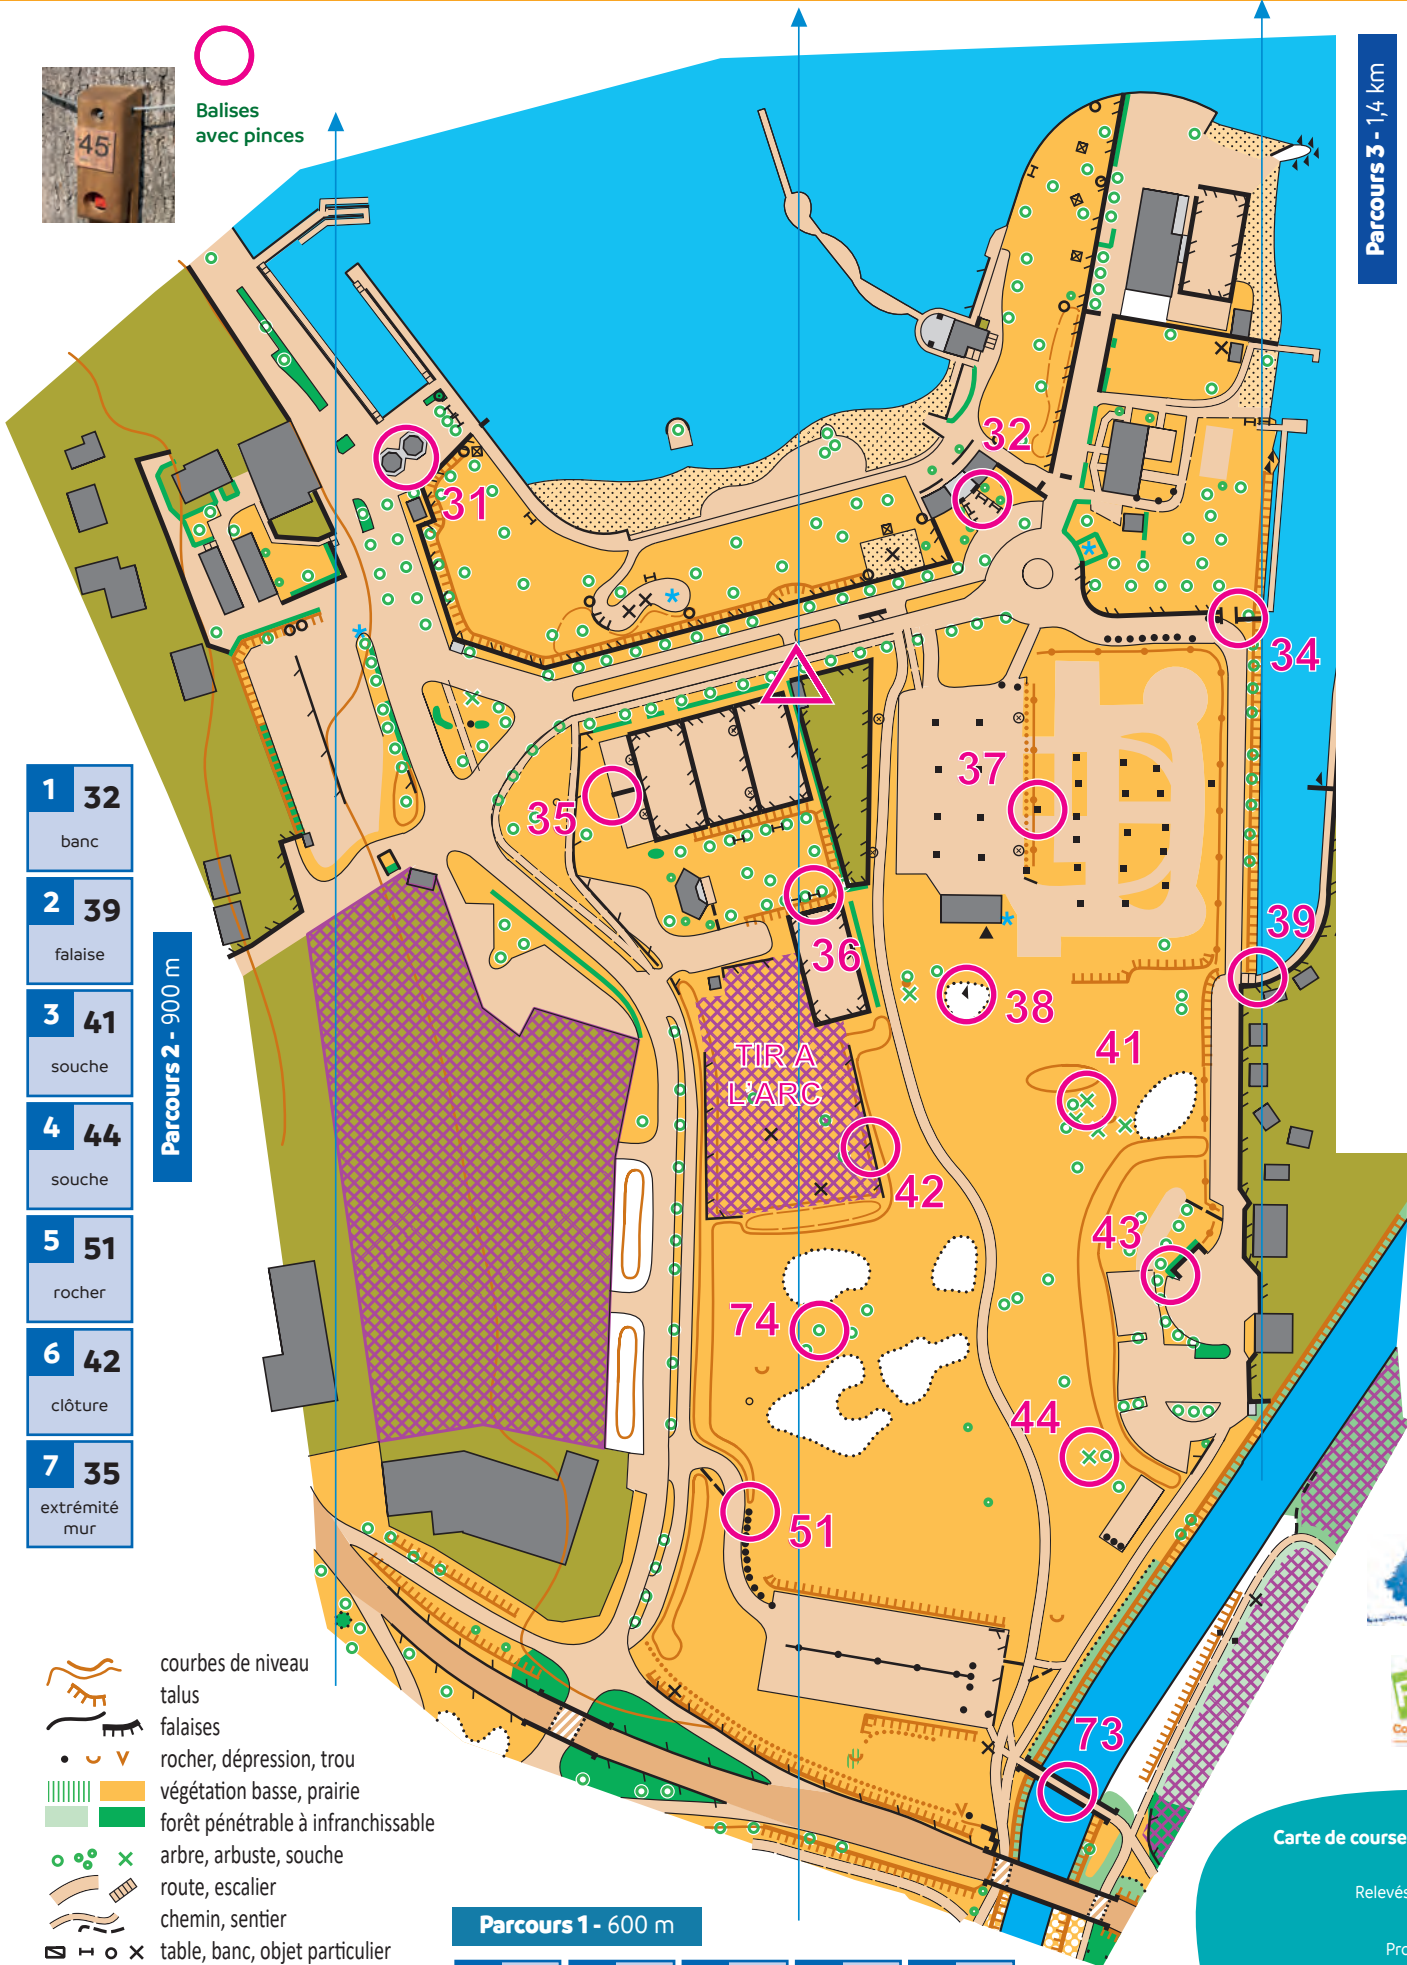 45
Balises
avec pinces
Parcours 3 - 1,4 km
32
31
34
37
35
36
39
38
41
TIR A
L'ARC
42
43
74
44
51
73
1 32
banc
2 39
falaise
3 41
souche
4 44
souche
5 51
rocher
6 42
clôture
7 35
extrémité
mur
Parcours 2 - 900 m
courbes de niveau
talus
falaises
rocher, dépression, trou
végétation basse, prairie
forêt pénétrable à infranchissable
arbre, arbuste, souche
route, escalier
chemin, sentier
table, banc, objet particulier
Parcours 1 - 600 m
Carte de course
Relevés